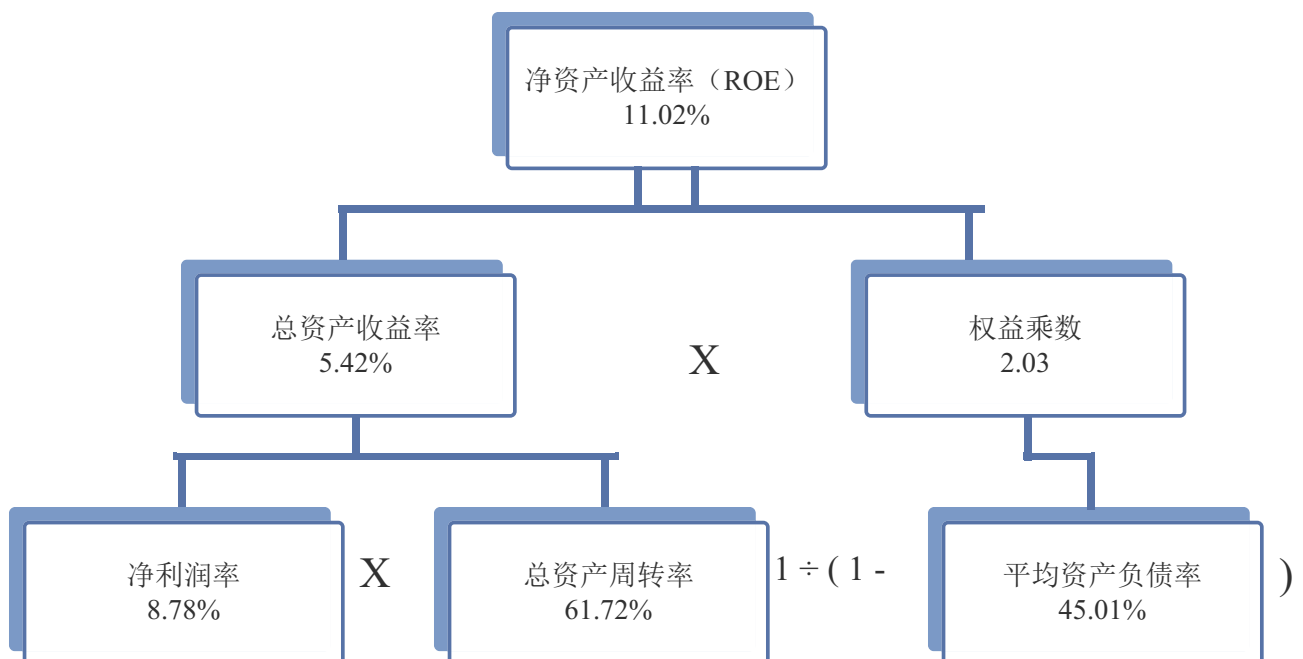 净资产收益率（ROE）
11.02%
总资产收益率
5.42%
X
权益乘数
2.03
净利润率
8.78%
X
总资产周转率
61.72%
1 ÷ ( 1 -
平均资产负债率
45.01%
)